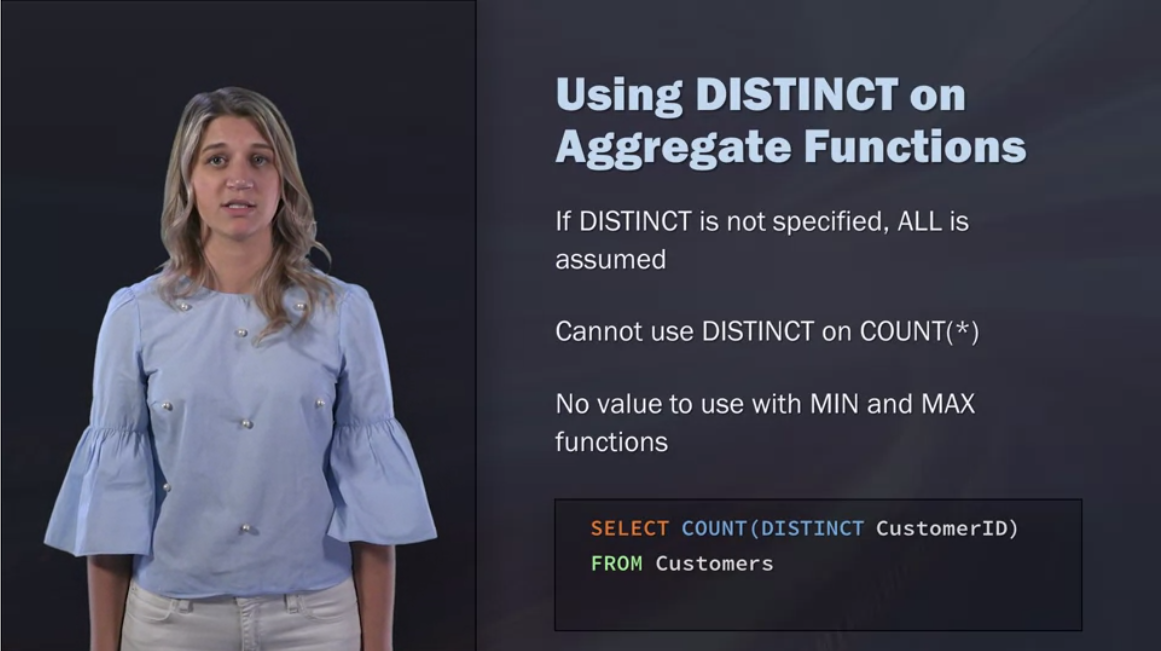 Using DISTINCT on
Aggregate Functions
If DISTINCT is not specified, ALL is
assumed
Cannot use DISTINCT on COUNT(*)
No value to use with MIN and MAX
functions
SELECT COUNT(DISTINCT CustomerID)
FROM Customers